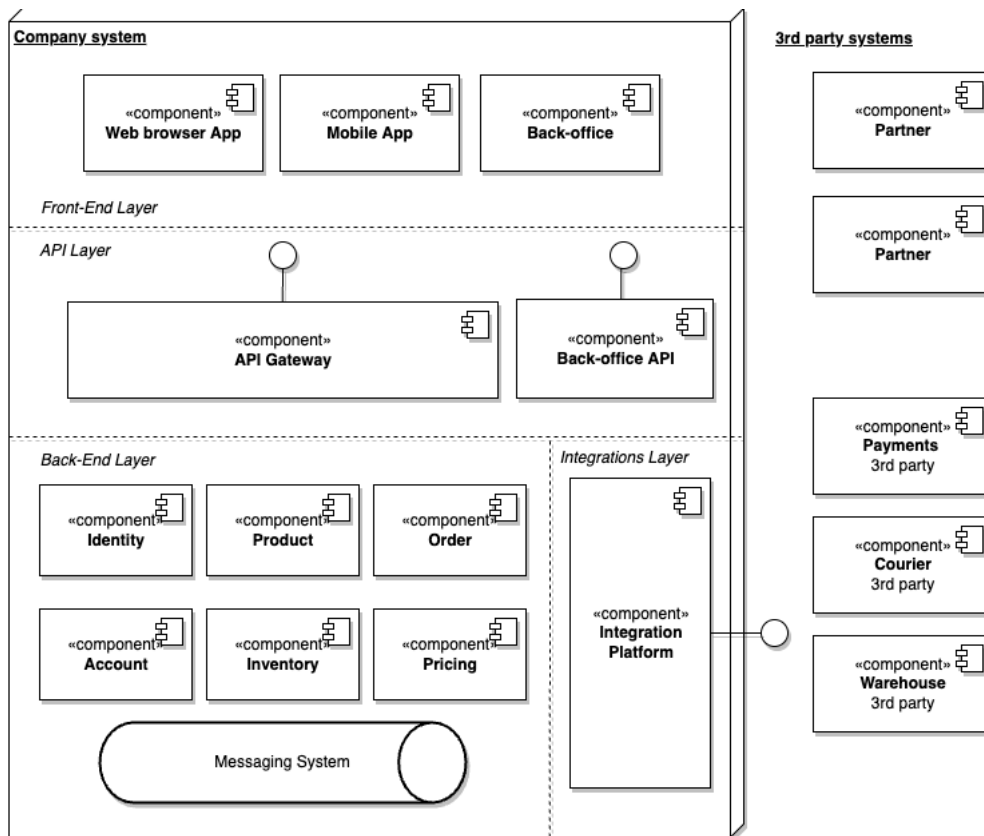 Company system
3rd party systems
«component»
Web browser App
«component»
Mobile App
«component»
Back-office
«component»
Partner
Front-End Layer
«component»
Partner
API Layer
«component»
API Gateway
«component»
Back-office API
«component»
Payments
3rd party
Back-End Layer
Integrations Layer
«component»
Identity
«component»
Product
«component»
Order
«component»
Courier
3rd party
«component»
Account
«component»
Inventory
«component»
Pricing
«component»
Integration
Platform
«component»
Warehouse
3rd party
Messaging System